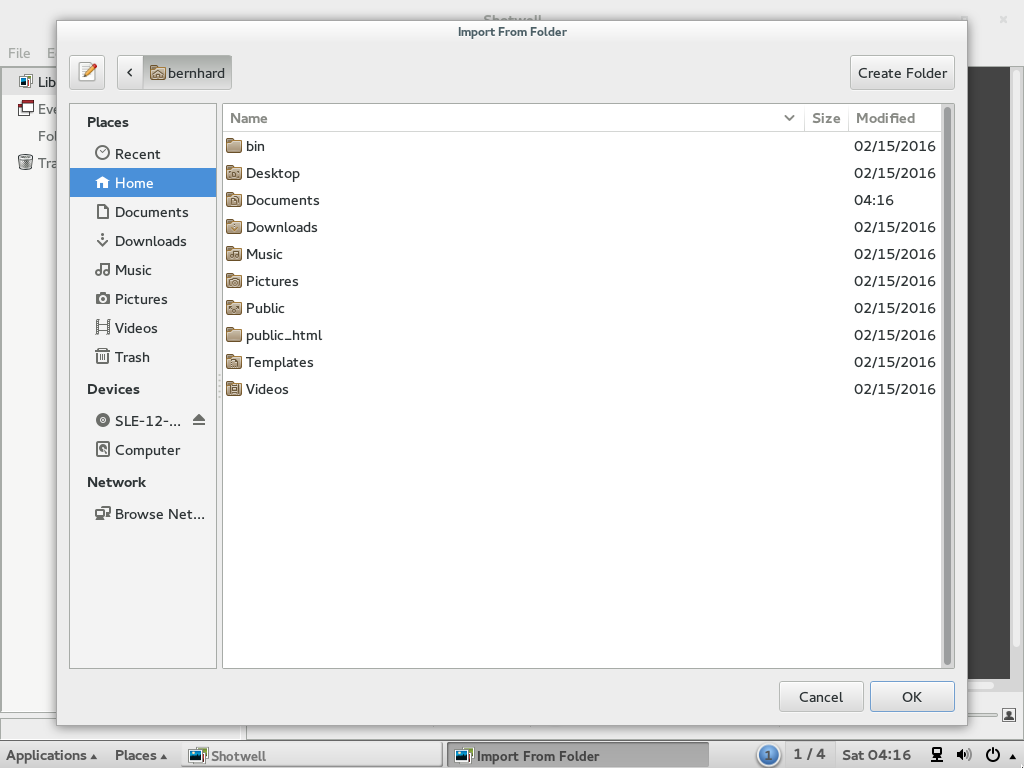 Shotwell
Import From Folder
File
bernhard
Create Folder
Lib
Eve
Fol
Tra
Places
Recent
Home
Documents
Downloads
Music
Pictures
Videos
Trash
Devices
SLE-12-...
Computer
Network
Browse Net...
Name Size Modified
bin 02/15/2016
Desktop 02/15/2016
Documents 04:16
Downloads 02/15/2016
Music 02/15/2016
Pictures 02/15/2016
Public 02/15/2016
public_html 02/15/2016
Templates 02/15/2016
Videos 02/15/2016
Cancel OK
Applications Places Shotwell Import From Folder 1 1 / 4 Sat 04:16